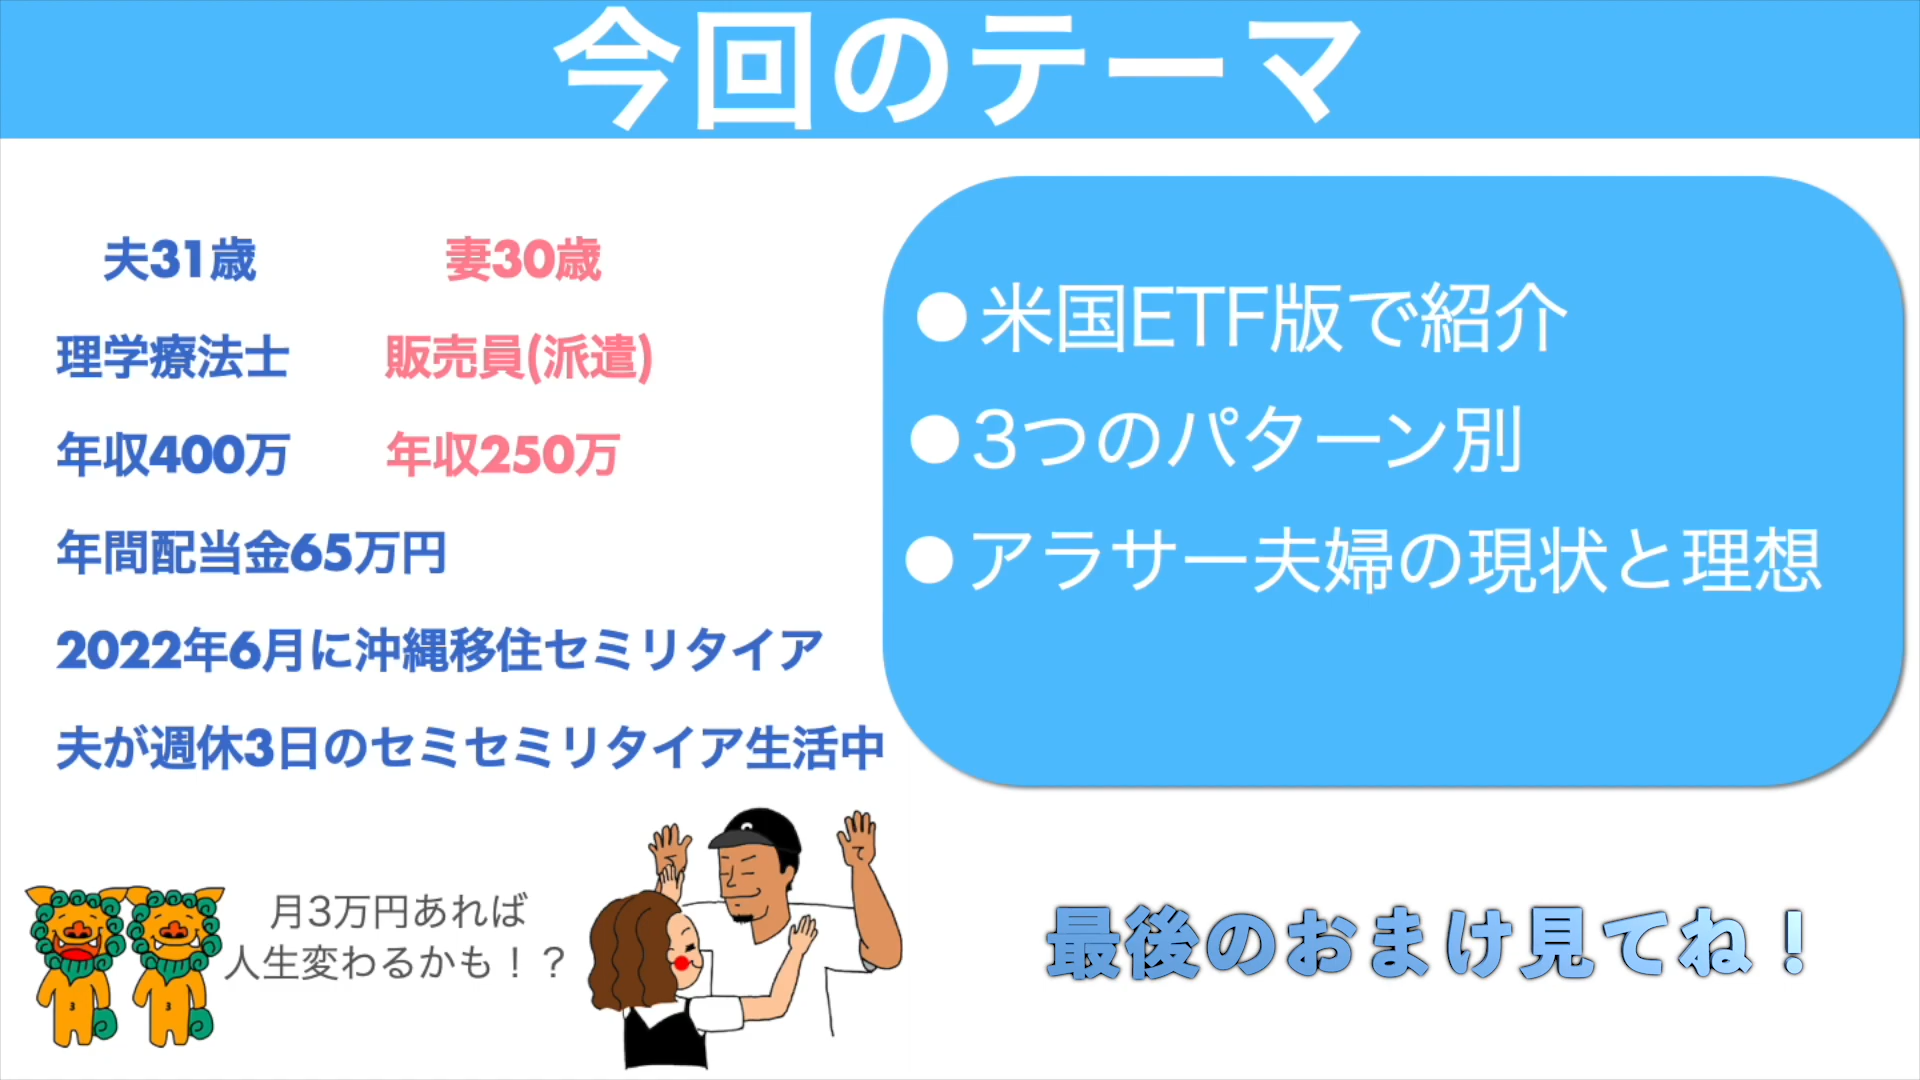 今回のテーマ
夫31歳
妻30歳
理学療法士
販売員(派遣)
年収400万
年収250万
年間配当金65万円
2022年6月に沖縄移住セミリタイア
夫が週休3日のセミセミリタイア生活中
●米国ETF版で紹介
●3つのパターン別
●アラサー夫婦の現状と理想
月3万円あれば
人生変わるかも！？
3
3
最後のおまけ見てね！